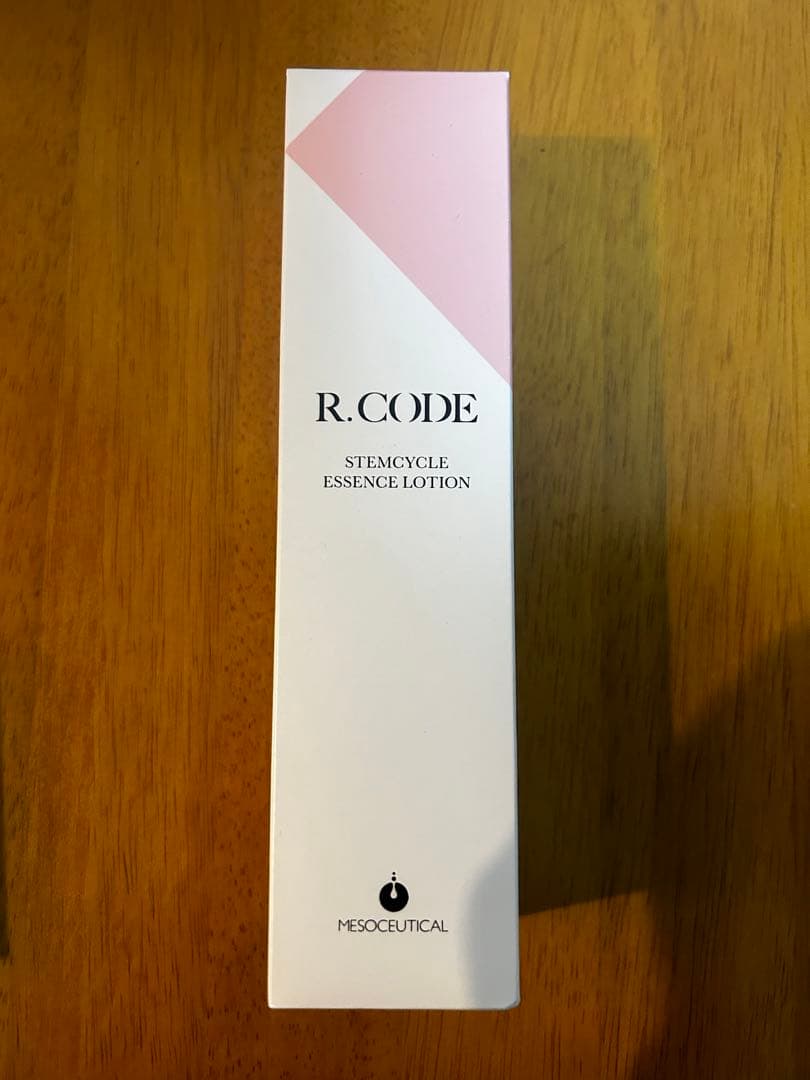 R.CODE
STEMCYCLE
ESSENCE LOTION
MESOCEUTICAL